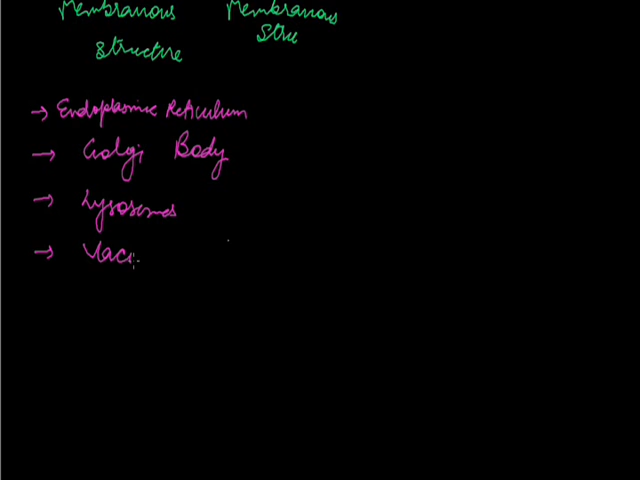 Membranous Membranous
Structure Stru
→ Endoplasmic Reticulum
→ Golgi Body
→ Lysosomes
→ Vac